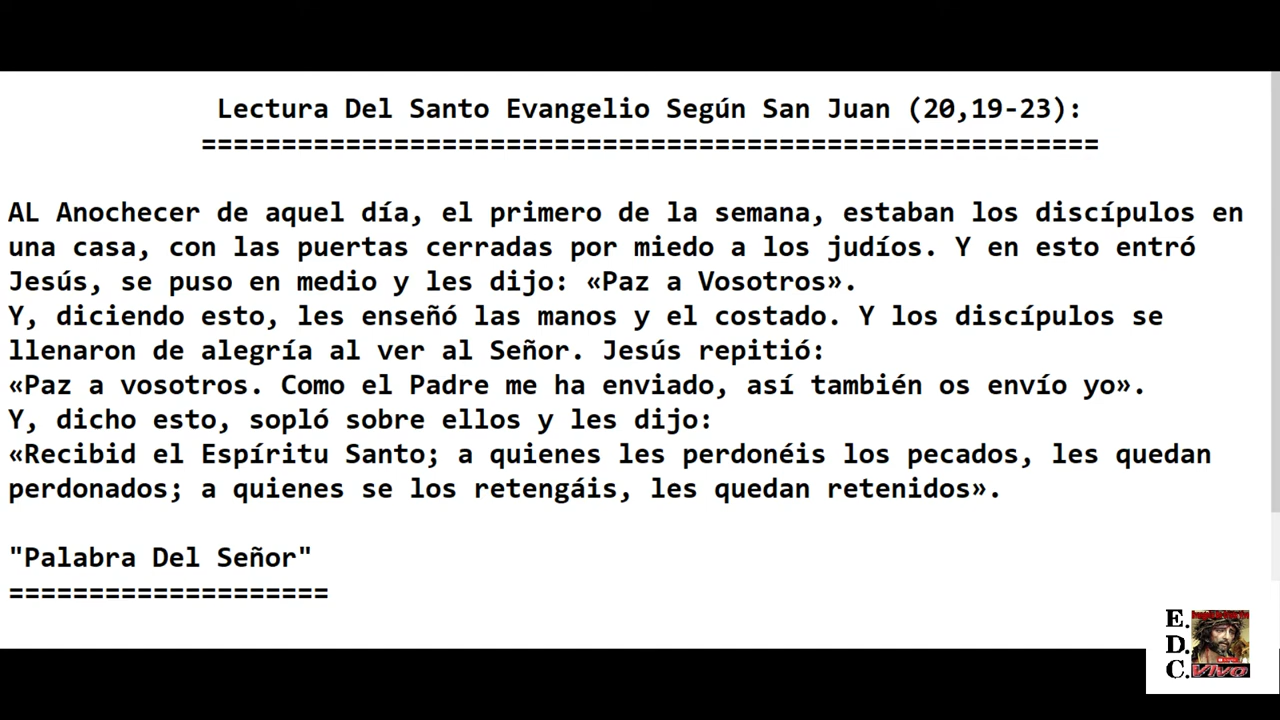 Lectura Del Santo Evangelio Según San Juan (20,19-23):
========================================================
AL Anochecer de aquel día, el primero de la semana, estaban los discípulos en
una casa, con las puertas cerradas por miedo a los judíos. Y en esto entró
Jesús, se puso en medio y les dijo: «Paz a Vosotros».
Y, diciendo esto, les enseñó las manos y el costado. Y los discípulos se
llenaron de alegría al ver al Señor. Jesús repitió:
«Paz a vosotros. Como el Padre me ha enviado, así también os envío yo».
Y, dicho esto, sopló sobre ellos y les dijo:
«Recibid el Espíritu Santo; a quienes les perdonéis los pecados, les quedan
perdonados; a quienes se los retengáis, les quedan retenidos».
"Palabra Del Señor"
====================
E.
D.
C.
Vivo